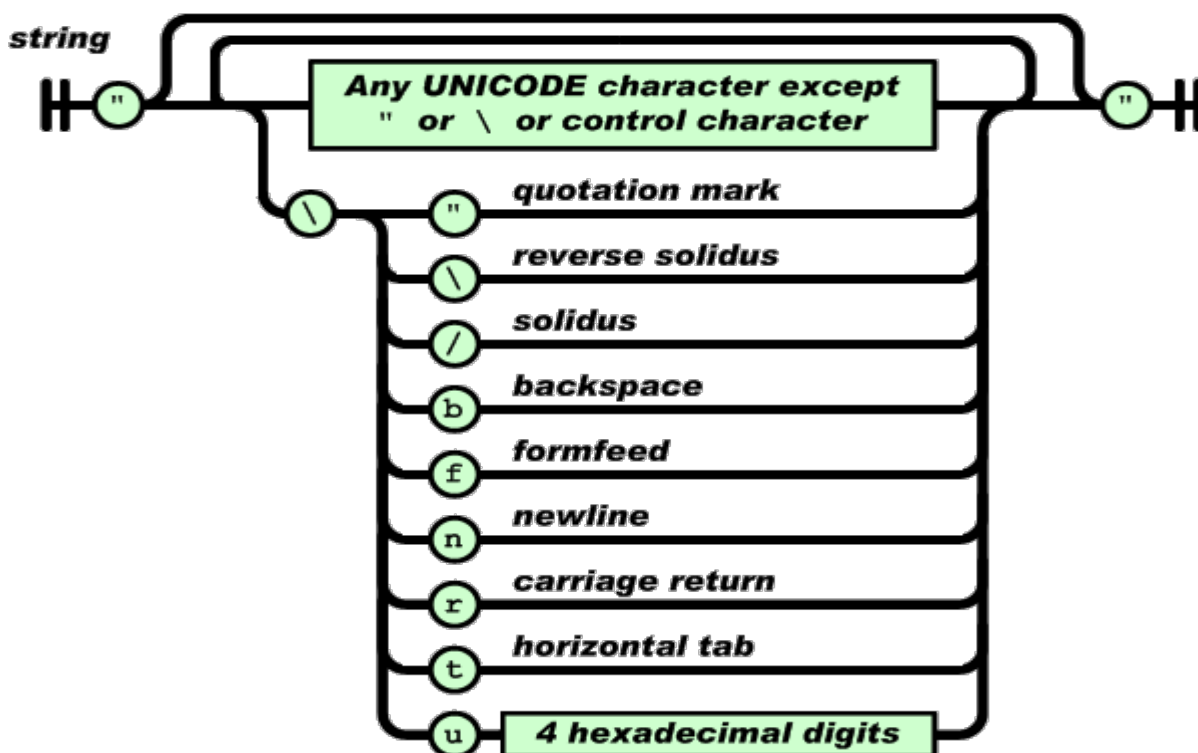 string
"
Any UNICODE character except
" or \ or control character
"
\
" quotation mark
\ reverse solidus
/ solidus
b backspace
f formfeed
n newline
r carriage return
t horizontal tab
u 4 hexadecimal digits